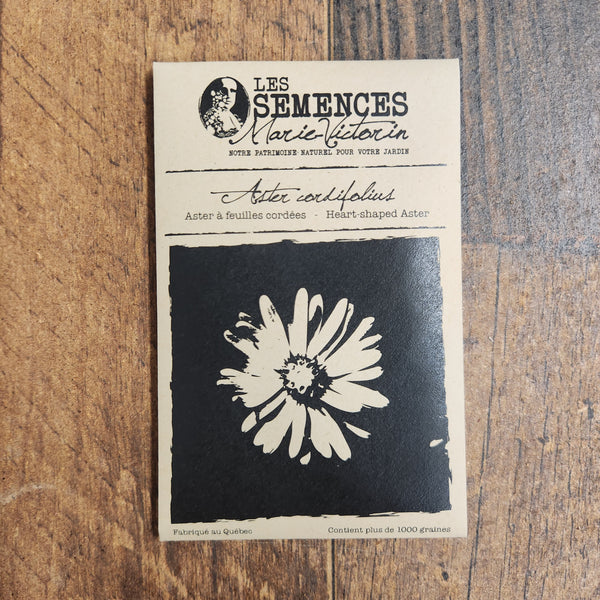 LES
SEMENCES
Marie-Victorin
NOTRE PATRIMOINE NATUREL POUR VOTRE JARDIN
Aster cordifolius
Aster à feuilles cordées - Heart-shaped Aster
Fabriqué au Québec
Contient plus de 1000 graines